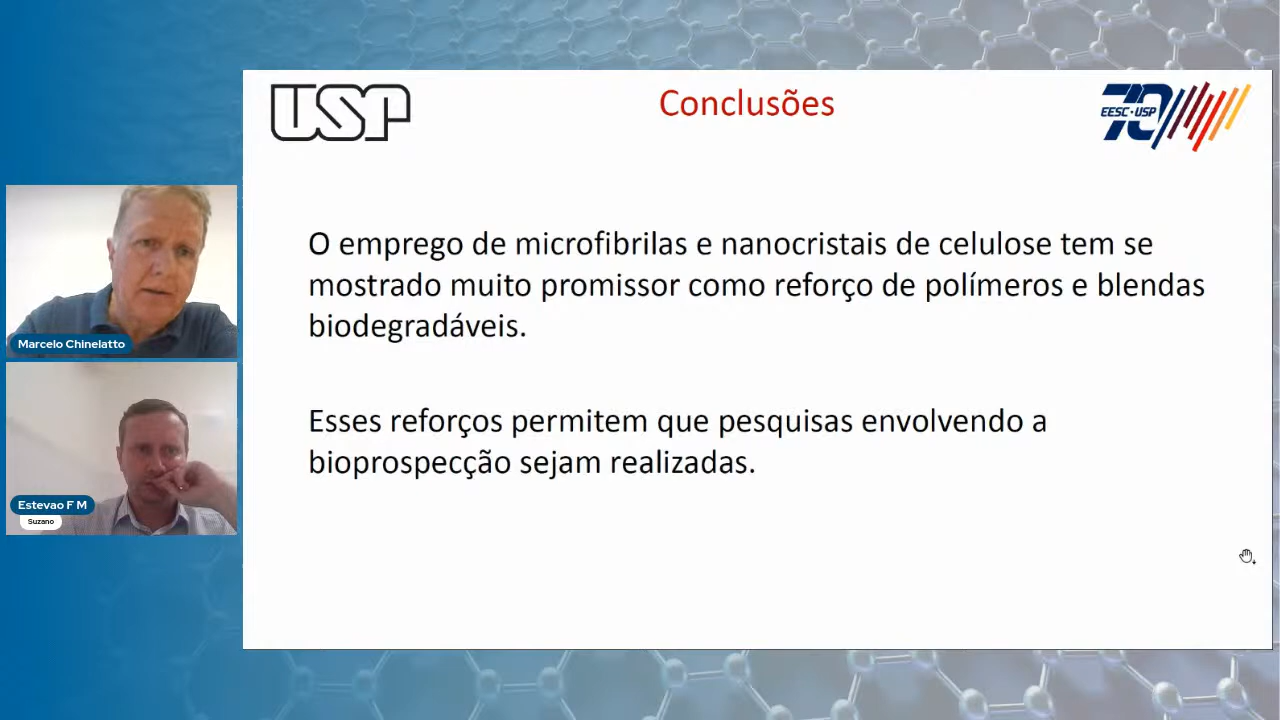 USP
Conclusões
70
EESC·USP
O emprego de microfibrilas e nanocristais de celulose tem se
mostrado muito promissor como reforço de polímeros e blendas
biodegradáveis.
Esses reforços permitem que pesquisas envolvendo a
bioprospecção sejam realizadas.
Marcelo Chinelatto
Estevao F M
Suzano